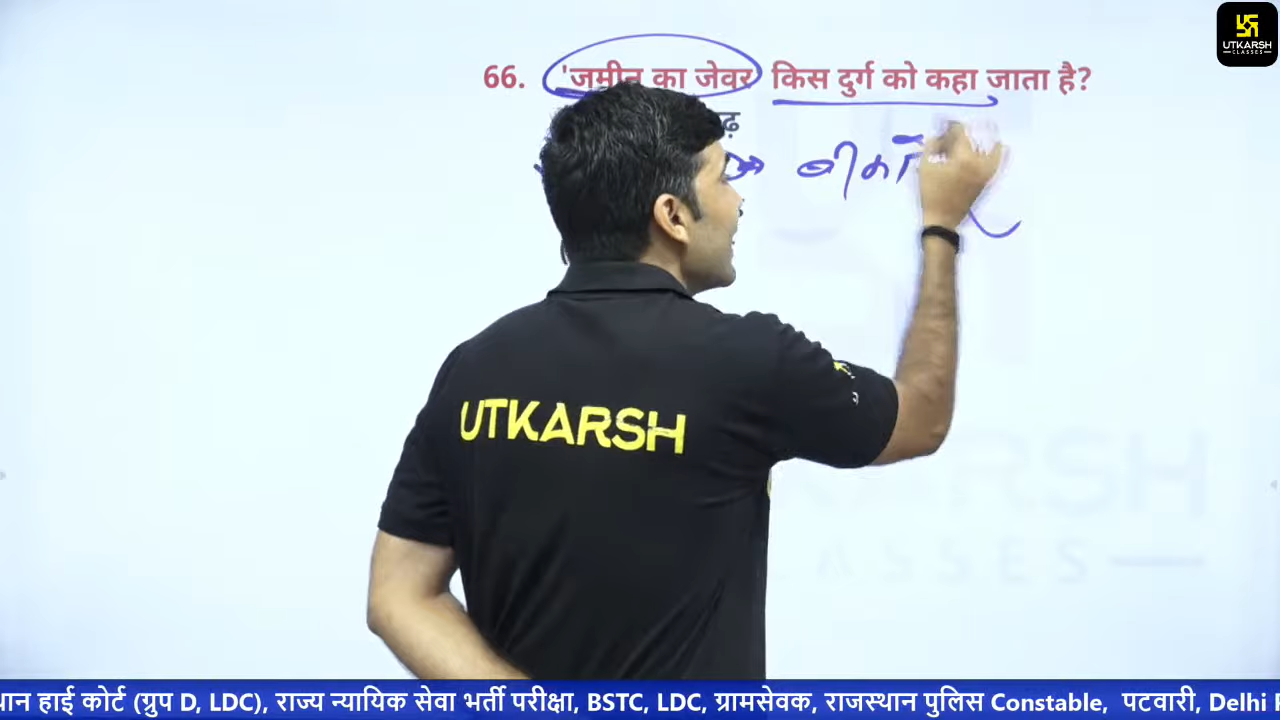 UTKARSH
CLASSES
66. 'जमीन का जेवर किस दुर्ग को कहा जाता है?
UTKARSH
हाई कोर्ट (ग्रुप D, LDC), राज्य न्यायिक सेवा भर्ती परीक्षा, BSTC, LDC, ग्रामसेवक, राजस्थान पुलिस Constable, पटवारी, Delhi